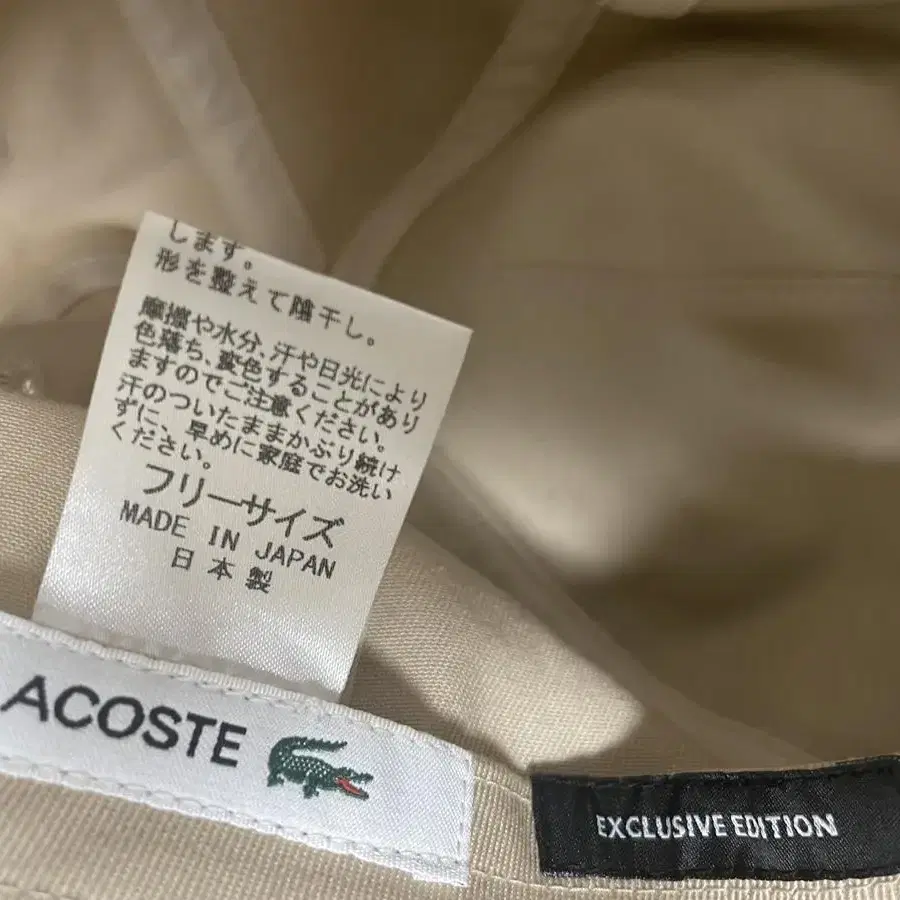 します。
形を整えて陰干し。
摩擦や水分、汗や日光により
色落ち、変色することがあり
ますのでご注意ください。
汗のついたままかぶり続け
ずに、早めに家庭でお洗い
ください。
フリーサイズ
MADE IN JAPAN
日本製
ACOSTE
EXCLUSIVE EDITION